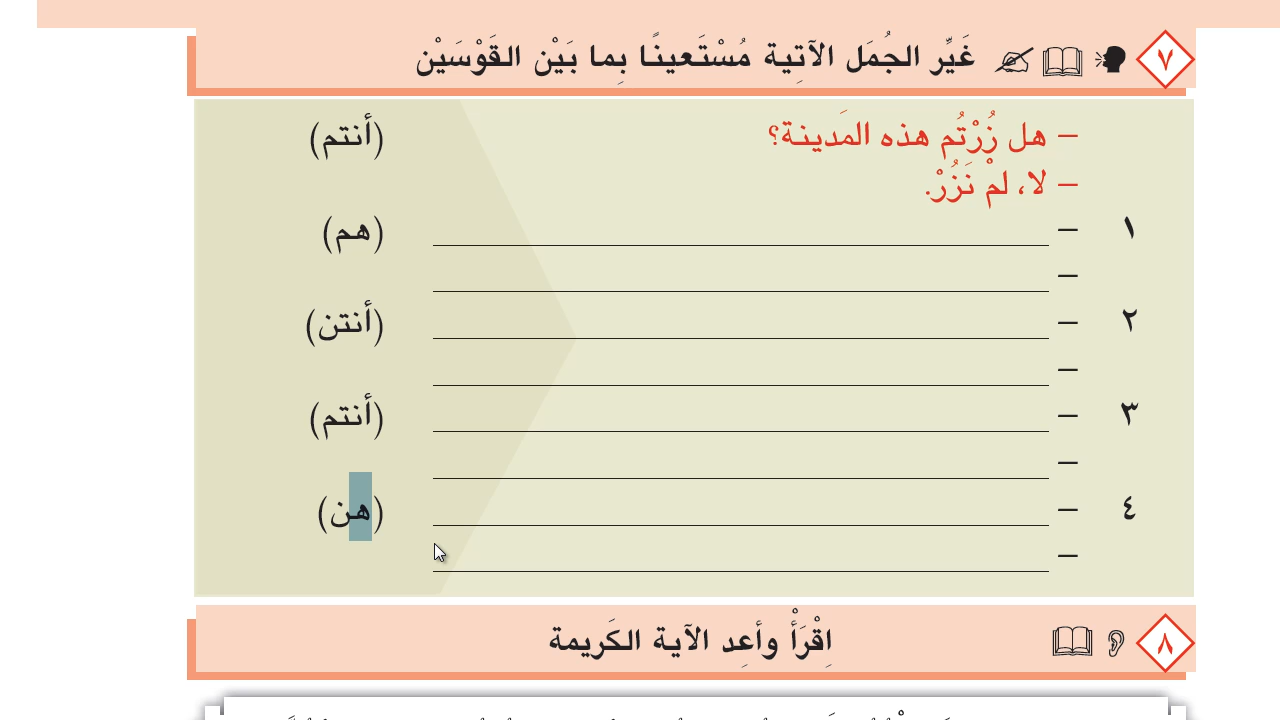 ٧ غَيِّر الجُمَل الآتِية مُسْتَعينًا بِما بَيْن القَوْسَيْن
– هل زُرْتُم هذه المَدينة؟ (أنتم)
– لا، لمْ نَزُرْ.
١ – (هم)
–
٢ – (أنتن)
–
٣ – (أنتم)
–
٤ – (هن)
–
٨ اِقْرَأْ وأعِد الآية الكَريمة